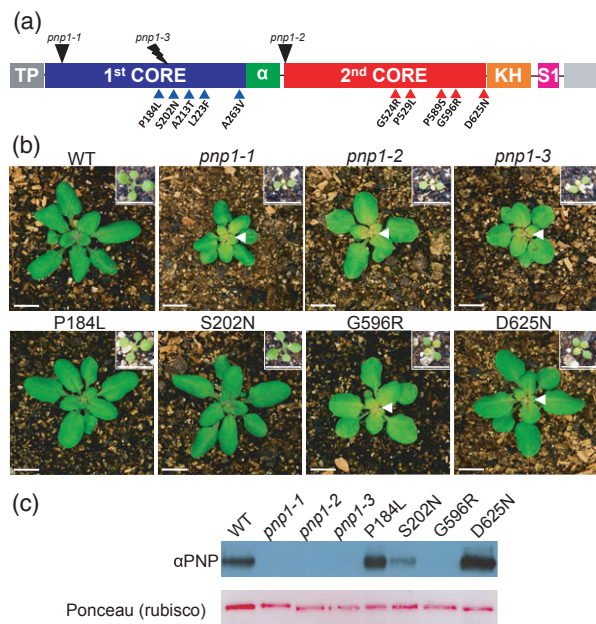 (a)
pnp1-1 pnp1-3 pnp1-2
TP 1st CORE α 2nd CORE KH S1
P184L S202N A213T L223F A263V G524R P529L P589S G596R D625N
(b)
WT pnp1-1 pnp1-2 pnp1-3
P184L S202N G596R D625N
(c)
WT pnp1-1 pnp1-2 pnp1-3 P184L S202N G596R D625N
αPNP
Ponceau (rubisco)